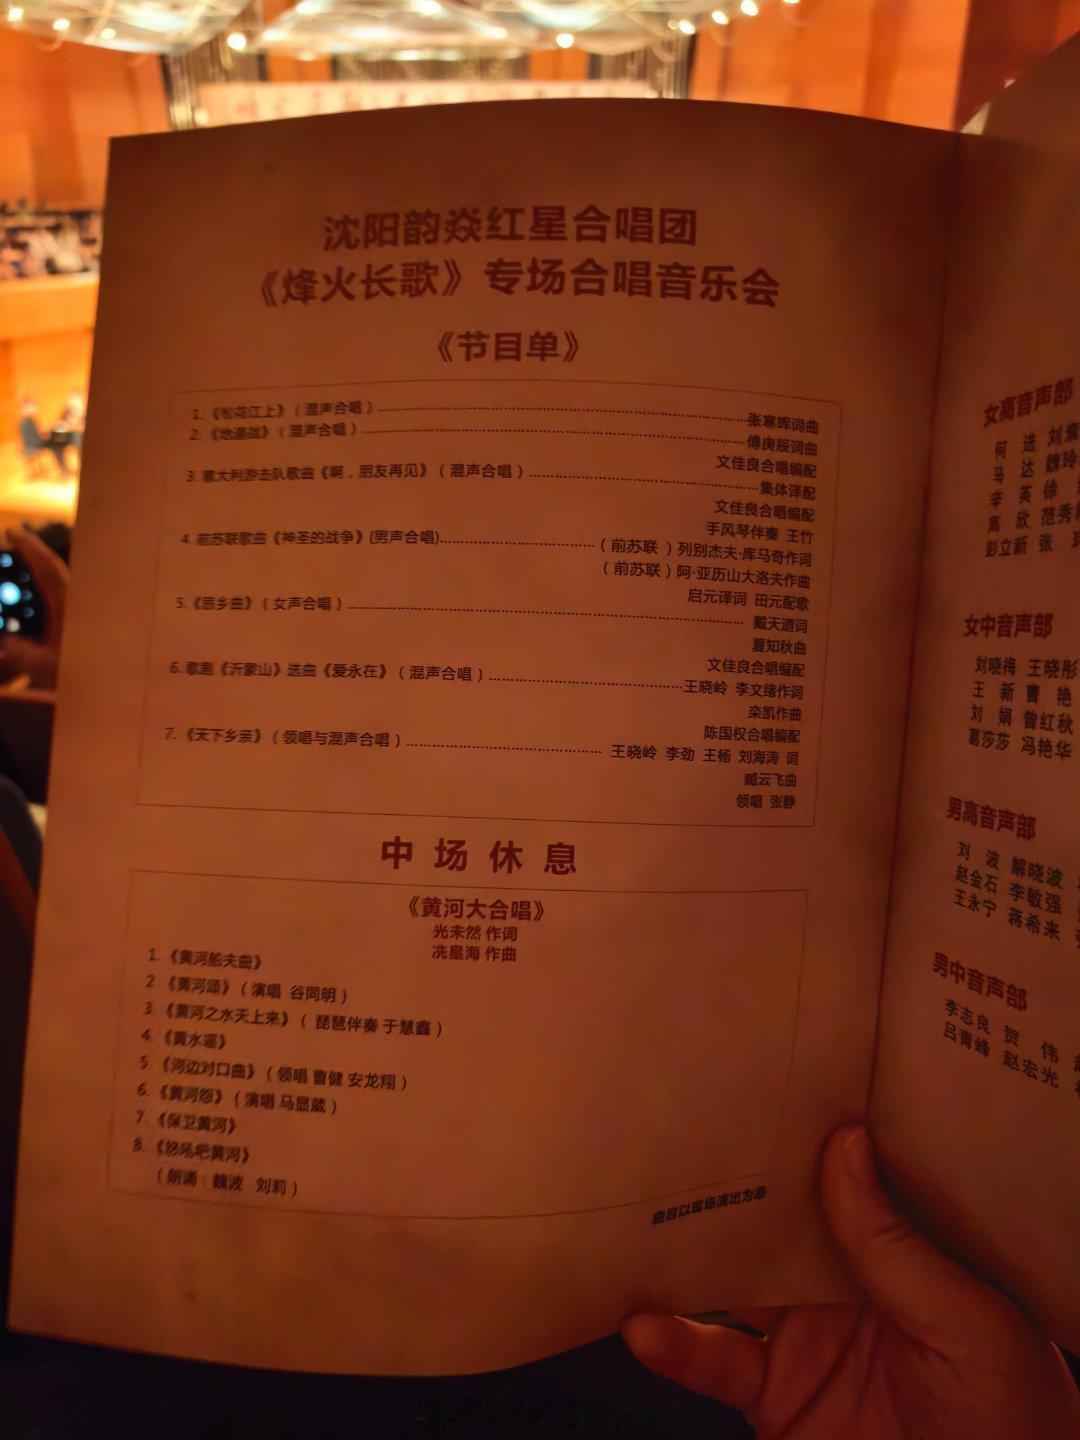 沈阳韵焱红星合唱团
《烽火长歌》专场合唱音乐会
《节目单》
1.《松花江上》（混声合唱）
张寒晖词曲
2.《地道战》（混声合唱）
傅庚辰词曲
文佳良合唱编配
3. 意大利游击队歌曲《啊，朋友再见》（混声合唱）
集体译配
文佳良合唱编配
手风琴伴奏 王竹
4. 前苏联歌曲《神圣的战争》(男声合唱)
（前苏联 ）列别杰夫·库马奇作词
（前苏联）阿·亚历山大洛夫作曲
启元译词 田元配歌
5.《思乡曲》（女声合唱）
戴天道词
夏知秋曲
文佳良合唱编配
6. 歌剧《沂蒙山》选曲《爱永在》（混声合唱）
王晓岭 李文绪作词
栾凯作曲
陈国权合唱编配
7.《天下乡亲》（领唱与混声合唱）
王晓岭 李劲 王杨 刘海涛 词
臧云飞曲
领唱 张静
中场休息
《黄河大合唱》
光未然 作词
冼星海 作曲
1.《黄河船夫曲》
2.《黄河颂》（演唱 谷同明）
3.《黄河之水天上来》（ 琵琶伴奏 于慧鑫）
4.《黄水谣》
5.《河边对口曲》（领唱 曹健 安龙翔）
6.《黄河怨》（演唱 马显葳）
7.《保卫黄河》
8.《怒吼吧黄河》
（朗诵：魏波 刘莉）
曲目以现场演出为准
女高音声部
何进 刘
马达 魏玲
辛英 徐
高欣 范秀
彭立新 张
女中音声部
刘晓梅 王晓彤
王新 曹艳
刘娟 曾红秋
葛莎莎 冯艳华
男高音声部
刘波 解晓波
赵金石 李敏强
王永宁 蒋希来
男中音声部
李志良 贺伟
吕青峰 赵宏光